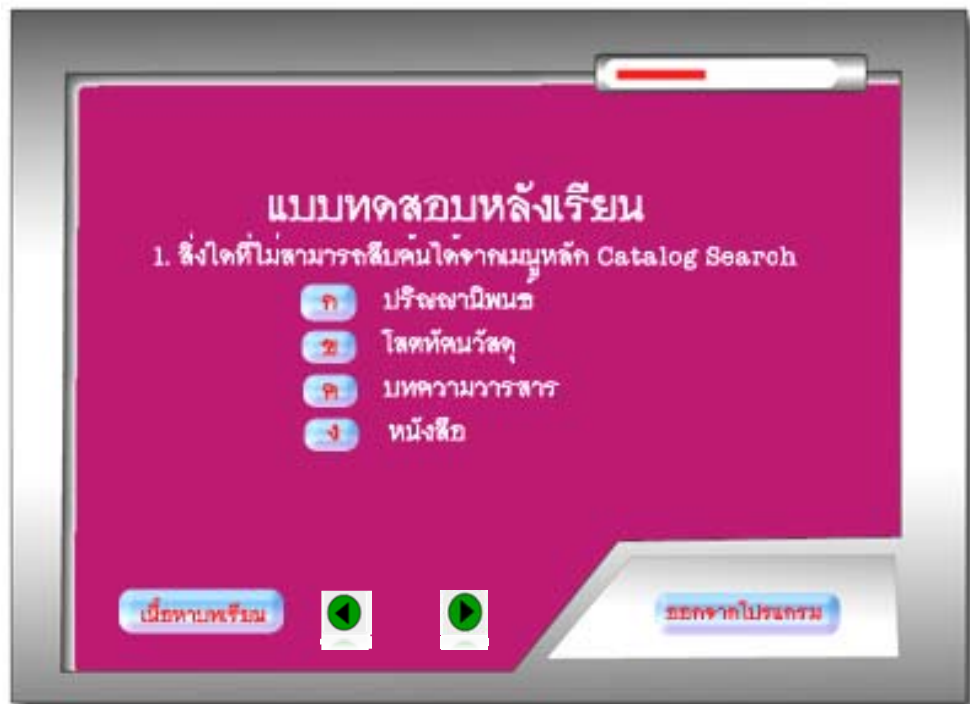 แบบทดสอบหลังเรียน
1. สิ่งใดที่ไม่สามารถสืบค้นได้จากเมนูหลัก Catalog Search
ก ปริญญานิพนธ์
ข โสตทัศนวัสดุ
ค บทความวารสาร
ง หนังสือ
เนื้อหาบทเรียน
ออกจากโปรแกรม